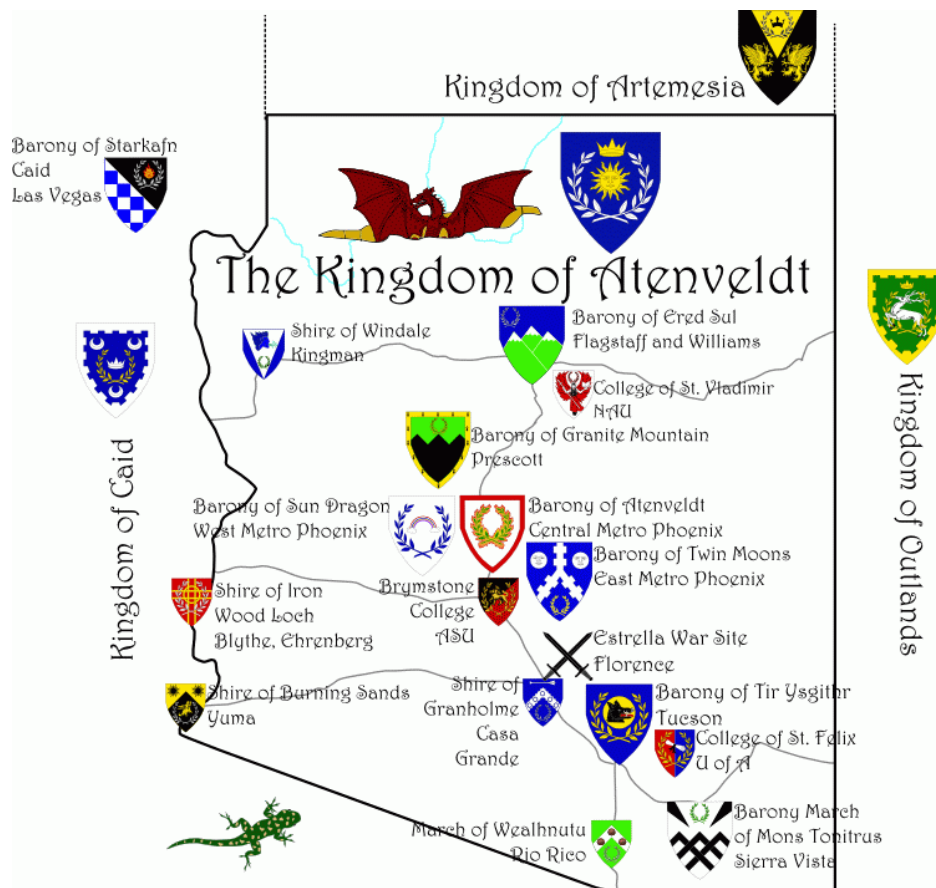 Kingdom of Artemesia
Barony of Starkafn
Caid
Las Vegas
The Kingdom of Atenveldt
Shire of Windale
Kingman
Barony of Ered Sul
Flagstaff and Williams
College of St. Vladimir
NAU
Kingdom of Caid
Kingdom of Outlands
Barony of Granite Mountain
Prescott
Barony of Sun Dragon
West Metro Phoenix
Barony of Atenveldt
Central Metro Phoenix
Barony of Twin Moons
East Metro Phoenix
Shire of Iron
Wood Loch
Blythe, Ehrenberg
Brymstone
College
ASU
Estrella War Site
Florence
Shire of Burning Sands
Yuma
Shire of
Granholme
Casa
Grande
Barony of Tir Ysgithr
Tucson
College of St. Felix
U of A
March of Wealhnutu
Rio Rico
Barony March
of Mons Tonitrus
Sierra Vista